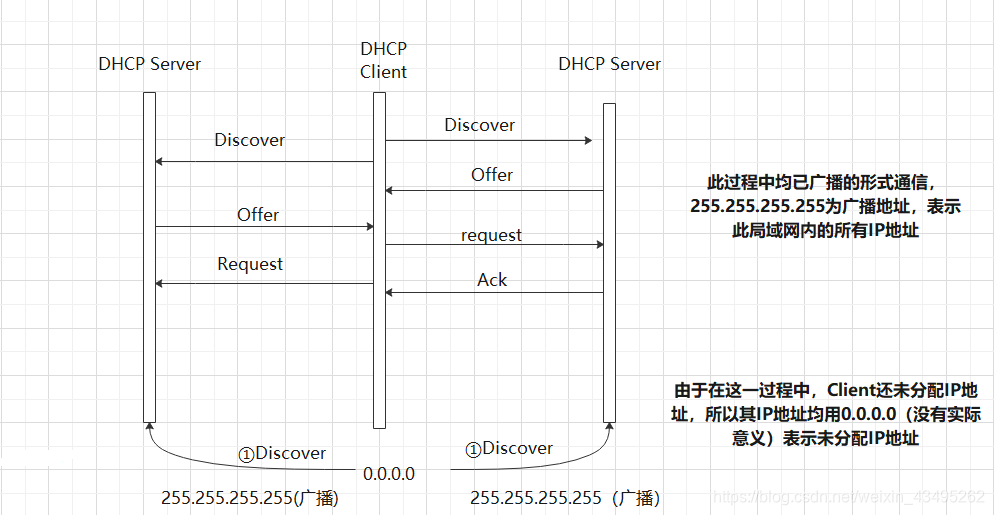 DHCP Server
DHCP
Client
DHCP Server
Discover
Discover
Offer
Offer
request
Request
Ack
此过程中均已广播的形式通信，
255.255.255.255为广播地址，表示
此局域网内的所有IP地址
由于在这一过程中，Client还未分配IP地
址，所以其IP地址均用0.0.0.0（没有实际
意义）表示未分配IP地址
①Discover
①Discover
0.0.0.0
255.255.255.255(广播)
255.255.255.255（广播）
https://blog.csdn.net/weixin_43495262